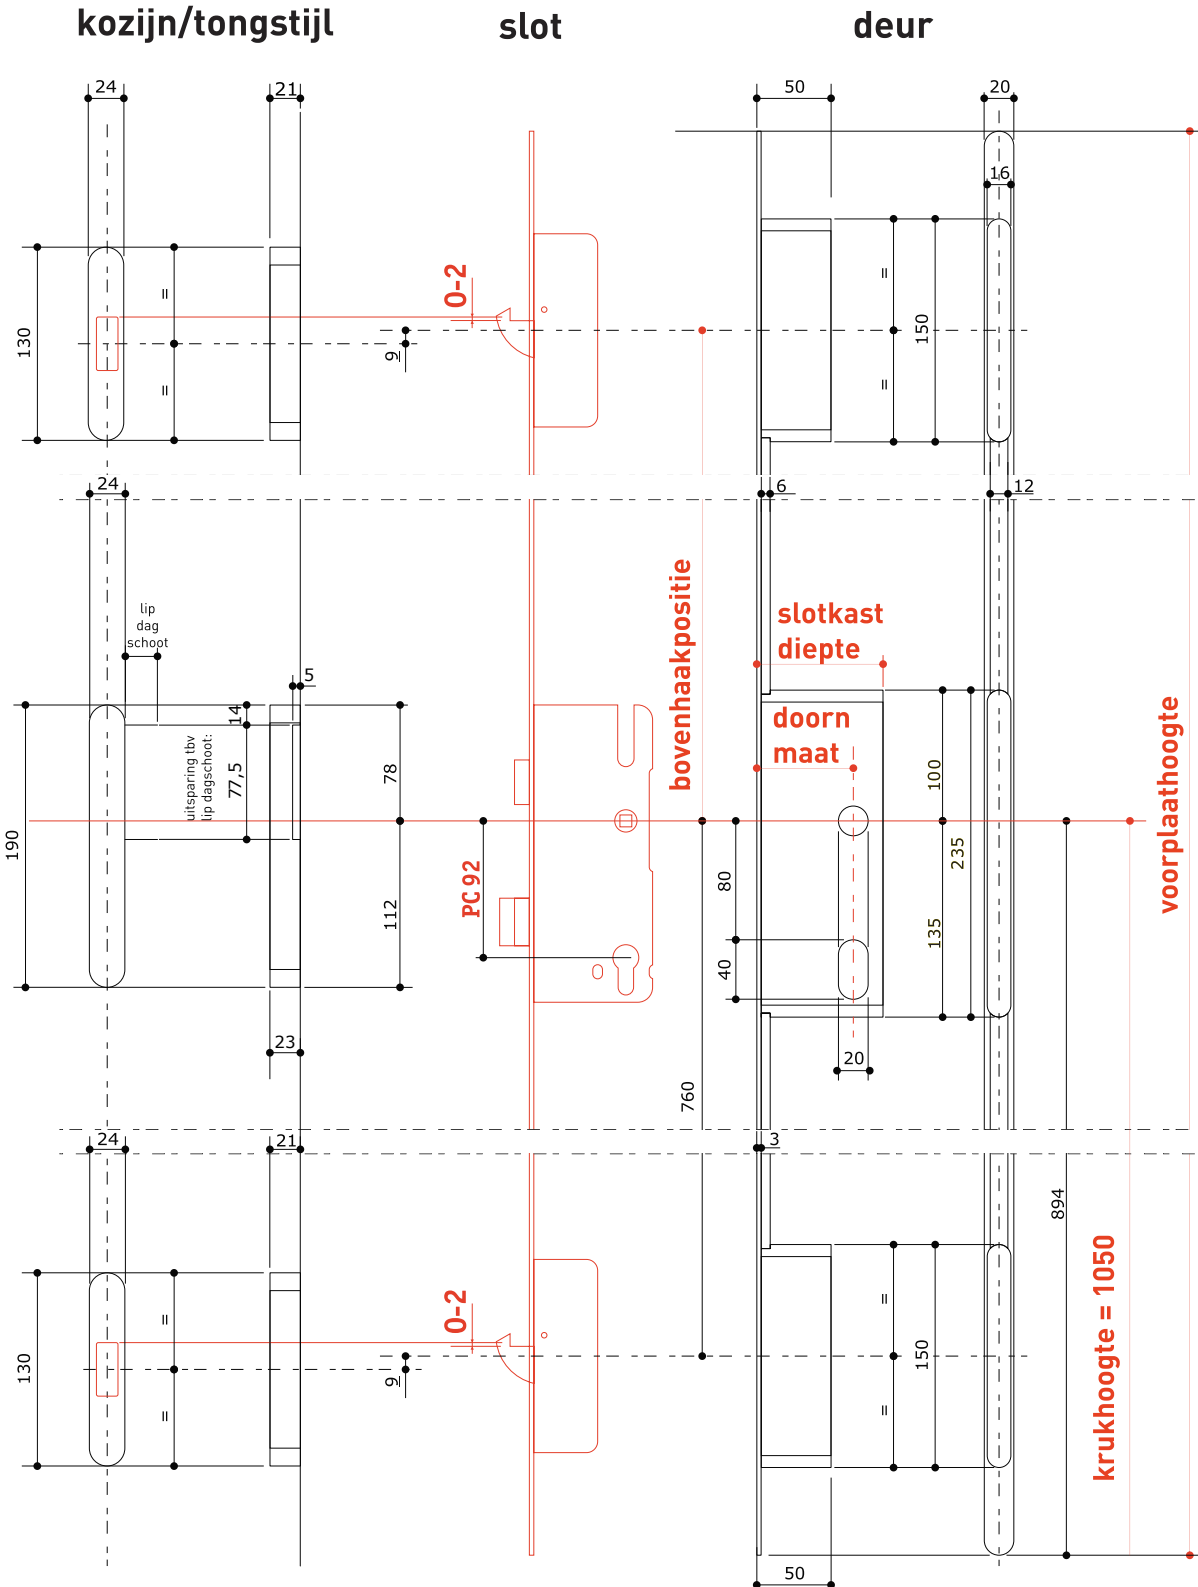 kozijn/tongstijl
slot
deur
24
21
50
20
16
0-2
130
=
=
9
=
=
150
24
6
12
lip
dag
schoot
5
bovenhaakpositie
slotkast
diepte
doorn
maat
voorplaathoogte
14
uitsparing tbv
lip dagschoot:
77,5
78
100
190
235
PC 92
80
112
135
40
23
20
760
24
21
3
894
krukhoogte = 1050
0-2
130
=
=
9
=
=
150
50